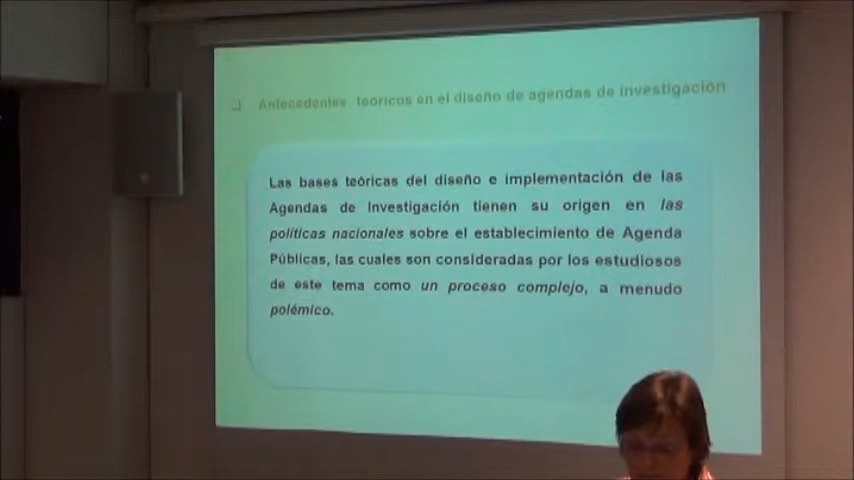 Antecedentes teóricos en el diseño de agendas de investigación
Las bases teóricas del diseño e implementación de las
Agendas de Investigación tienen su origen en las
políticas nacionales sobre el establecimiento de Agenda
Públicas, las cuales son consideradas por los estudiosos
de este tema como un proceso complejo, a menudo
polémico.